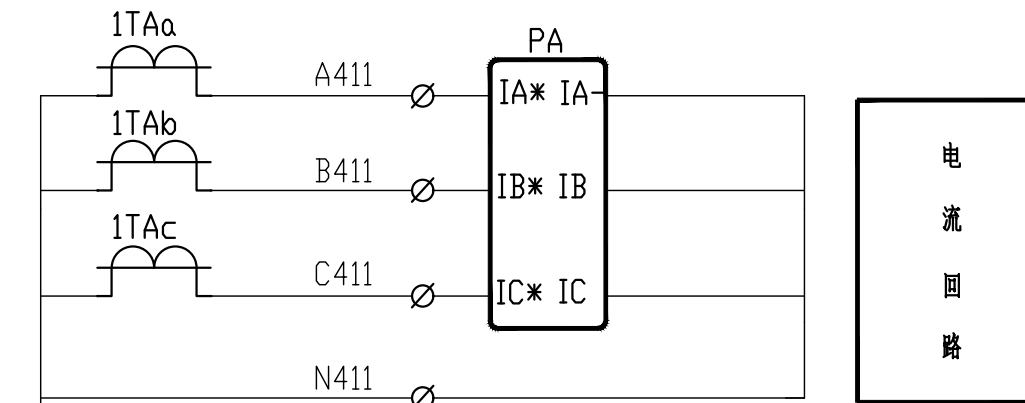 1TAa
PA
A411
IA* IA
1TAb
B411
IB* IB
1TAc
C411
IC* IC
N411
电
流
回
路